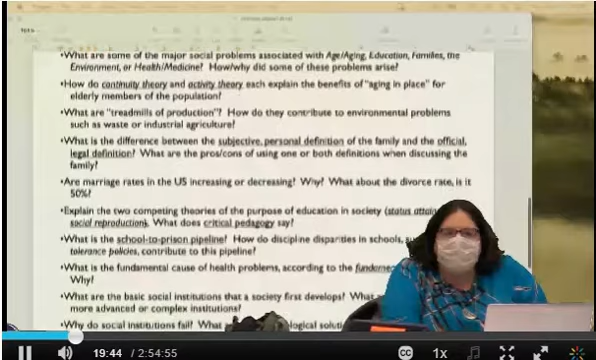 •What are some of the major social problems associated with Age/Aging, Education, Families, the
Environment, or Health/Medicine? How/why did some of these problems arise?
•How do continuity theory and activity theory each explain the benefits of "aging in place" for
elderly members of the population?
•What are "treadmills of production"? How do they contribute to environmental problems
such as waste or industrial agriculture?
•What is the difference between the subjective, personal definition of the family and the official,
legal definition? What are the pros/cons of using one or both definitions when discussing the
family?
•Are marriage rates in the US increasing or decreasing? Why? What about the divorce rate, is it
50%?
•Explain the two competing theories of the purpose of education in society (status
social reproduction). What does critical pedagogy say?
•What is the school-to-prison pipeline? How do discipline disparities in schools,
tolerance policies, contribute to this pipeline?
•What is the fundamental cause of health problems, according to the
Why?
•What are the basic social institutions that a society first develops?
more advanced or complex institutions?
•Why do social institutions fail? What
19:44 / 2:54:55
CC
1x